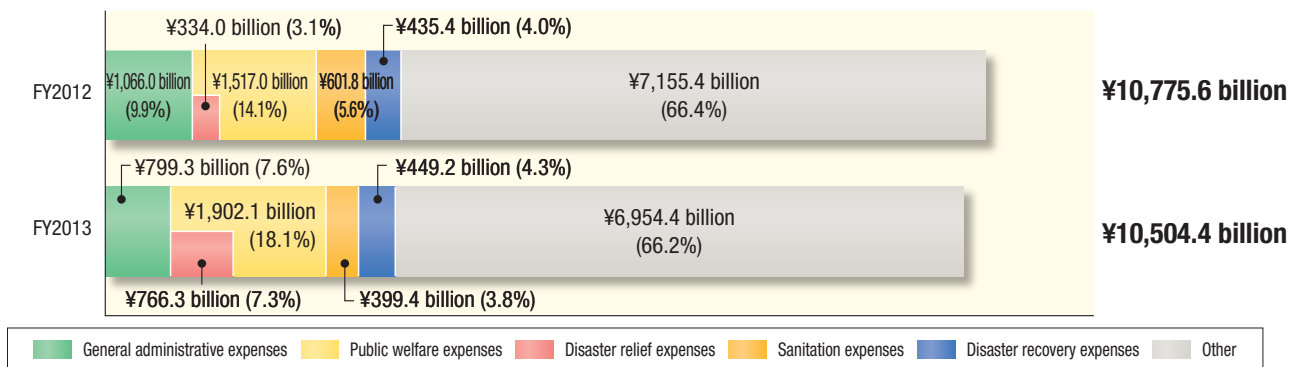 ¥334.0 billion (3.1%)
¥435.4 billion (4.0%)
FY2012
¥1,066.0 billion
(9.9%)
¥1,517.0 billion
(14.1%)
¥601.8 billion
(5.6%)
¥7,155.4 billion
(66.4%)
¥10,775.6 billion
¥799.3 billion (7.6%)
¥449.2 billion (4.3%)
FY2013
¥1,902.1 billion
(18.1%)
¥6,954.4 billion
(66.2%)
¥10,504.4 billion
¥766.3 billion (7.3%)
¥399.4 billion (3.8%)
General administrative expenses
Public welfare expenses
Disaster relief expenses
Sanitation expenses
Disaster recovery expenses
Other